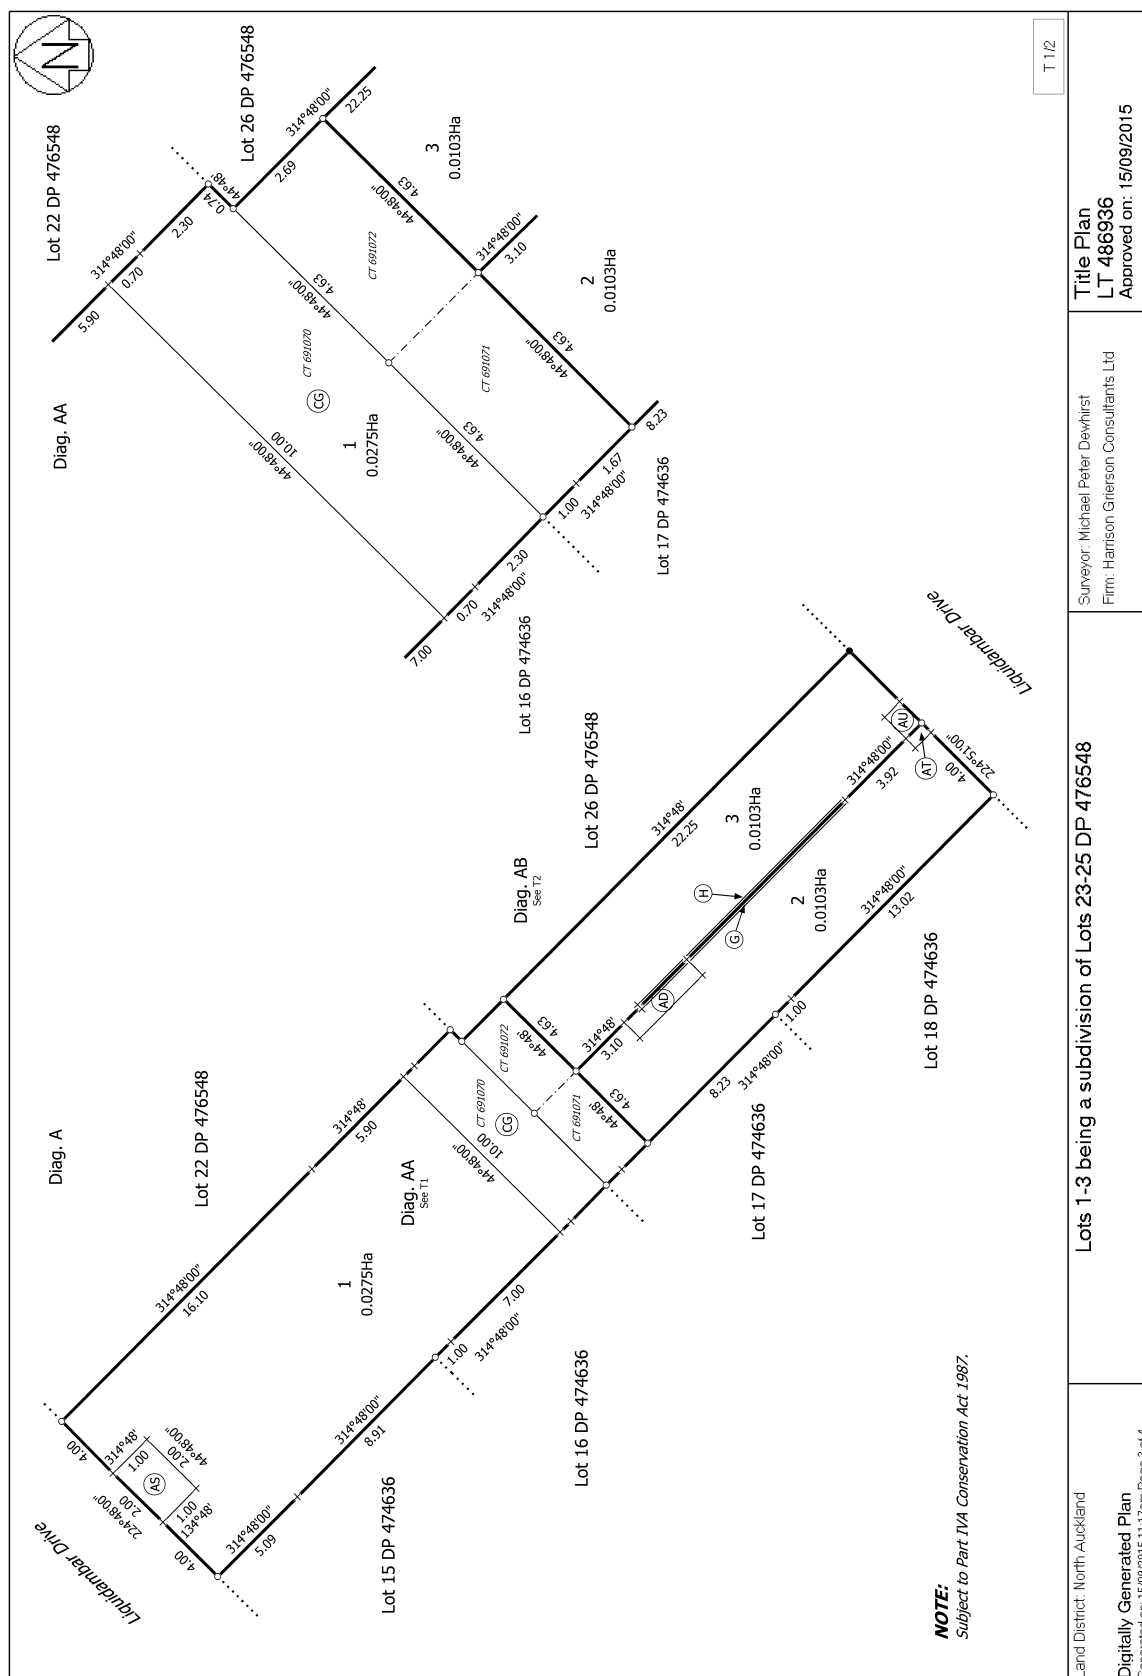 N
Lot 22 DP 476548
Lot 26 DP 476548
T 1/2
Diag. AA
5.90
314°48'00"
0.70
2.30
44°48'
0.74
2.69
314°48'00"
22.25
3
0.0103Ha
4.63
44°48'00"
CT 691072
4.63
44°48'00"
314°48'00"
3.10
2
0.0103Ha
CT 691070
CG
1
0.0275Ha
10.00
44°48'00"
CT 691071
4.63
44°48'00"
4.63
44°48'00"
8.23
1.67
1.00
314°48'00"
Lot 17 DP 474636
2.30
0.70
314°48'00"
7.00
Lot 16 DP 474636
Diag. A
Lot 22 DP 476548
Lot 26 DP 476548
Liquidambar Drive
Diag. AB
See T2
314°48'
22.25
3
0.0103Ha
314°48'00"
3.92
AU
AT
224°51'00"
4.00
H
G
2
0.0103Ha
314°48'00"
13.02
AD
314°48'
3.10
CT 691072
44°48'
4.63
CT 691070
CG
CT 691071
44°48'
4.63
10.00
44°48'00"
Diag. AA
See T1
314°48'
5.90
1.00
8.23
314°48'00"
Lot 18 DP 474636
Lot 17 DP 474636
1
0.0275Ha
314°48'00"
16.10
7.00
314°48'00"
1.00
Lot 16 DP 474636
314°48'00"
8.91
4.00
314°48'
1.00
2.00
44°48'00"
AS
224°48'00"
2.00
1.00
134°48'
4.00
314°48'00"
5.09
Liquidambar Drive
Lot 15 DP 474636
NOTE:
Subject to Part IVA Conservation Act 1987.
Land District: North Auckland
Digitally Generated Plan
Generated on: 15/09/2015 11:17am Page 3 of 4
Lots 1-3 being a subdivision of Lots 23-25 DP 476548
Surveyor: Michael Peter Dewhirst
Firm: Harrison Grierson Consultants Ltd
Title Plan
LT 486936
Approved on: 15/09/2015